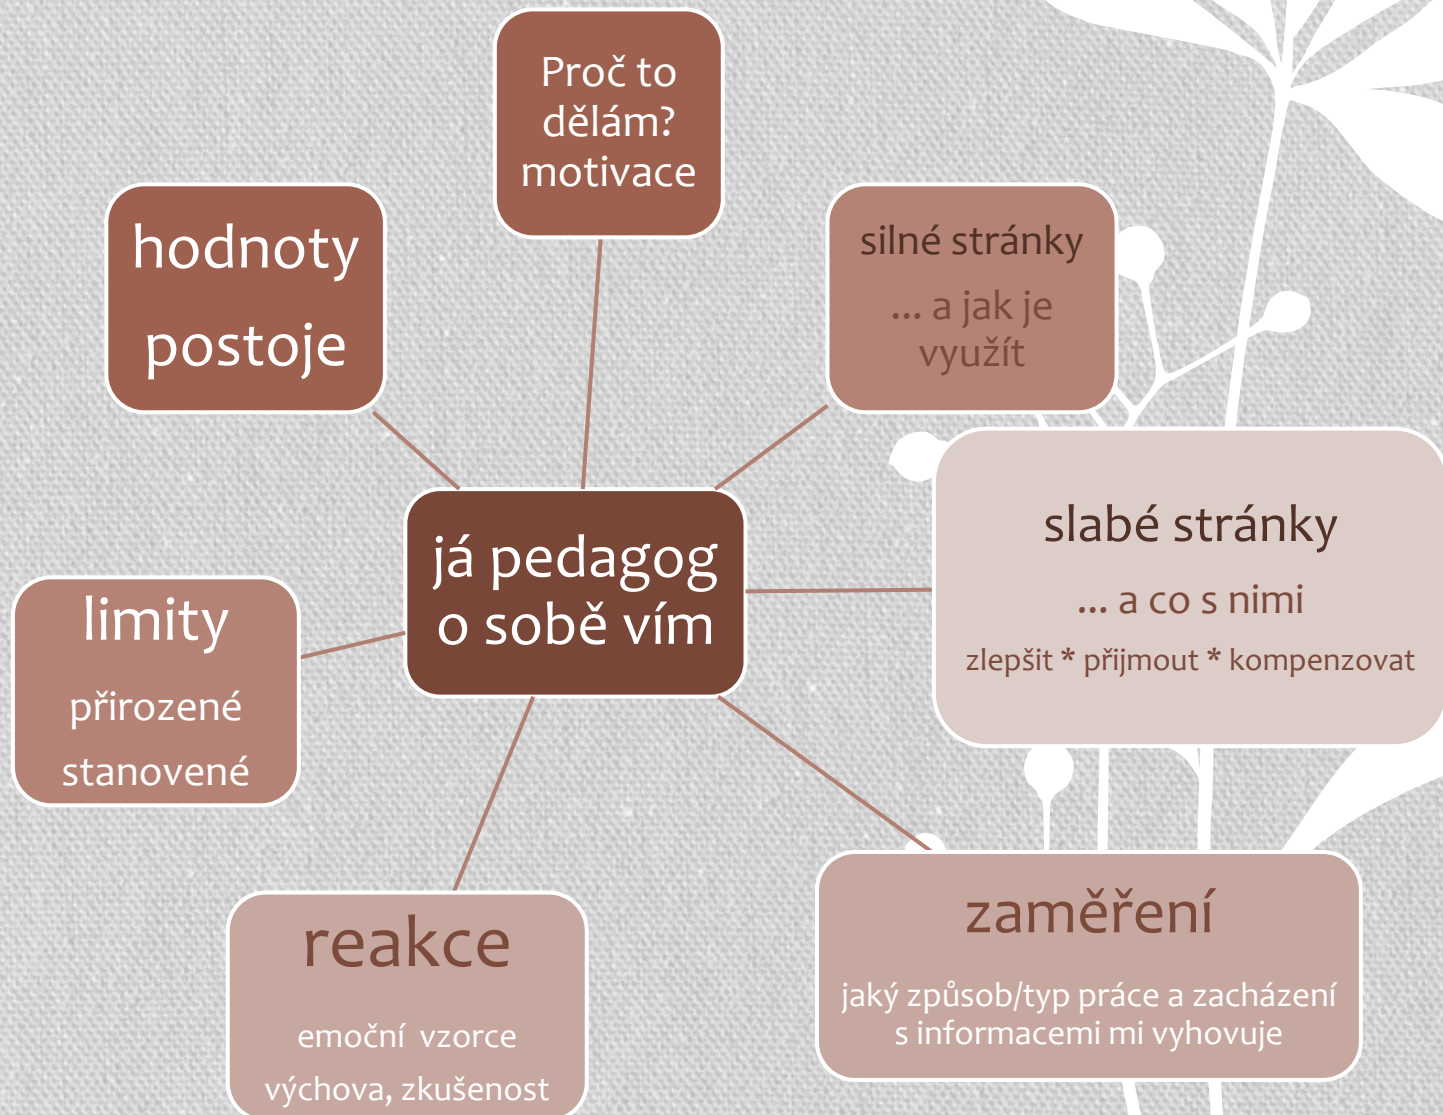 Proč to
dělám?
motivace
hodnoty
postoje
silné stránky
... a jak je
využít
já pedagog
o sobě vím
slabé stránky
... a co s nimi
zlepšit * přijmout * kompenzovat
limity
přirozené
stanovené
reakce
emoční vzorce
výchova, zkušenost
zaměření
jaký způsob/typ práce a zacházení
s informacemi mi vyhovuje